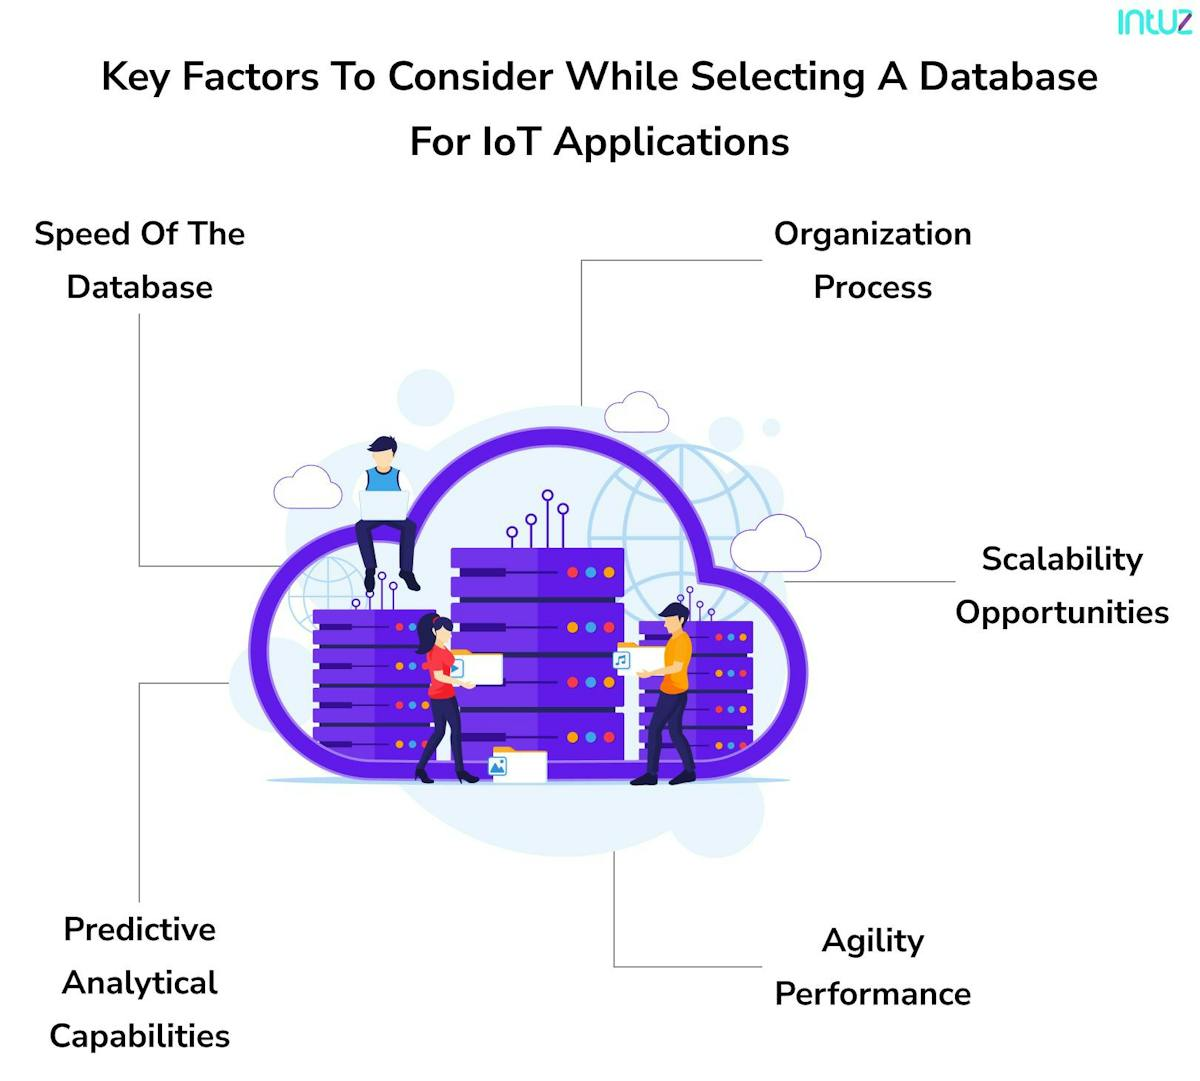 INTUZ
Key Factors To Consider While Selecting A Database
For IoT Applications
Speed Of The
Database
Organization
Process
Scalability
Opportunities
Predictive
Analytical
Capabilities
Agility
Performance